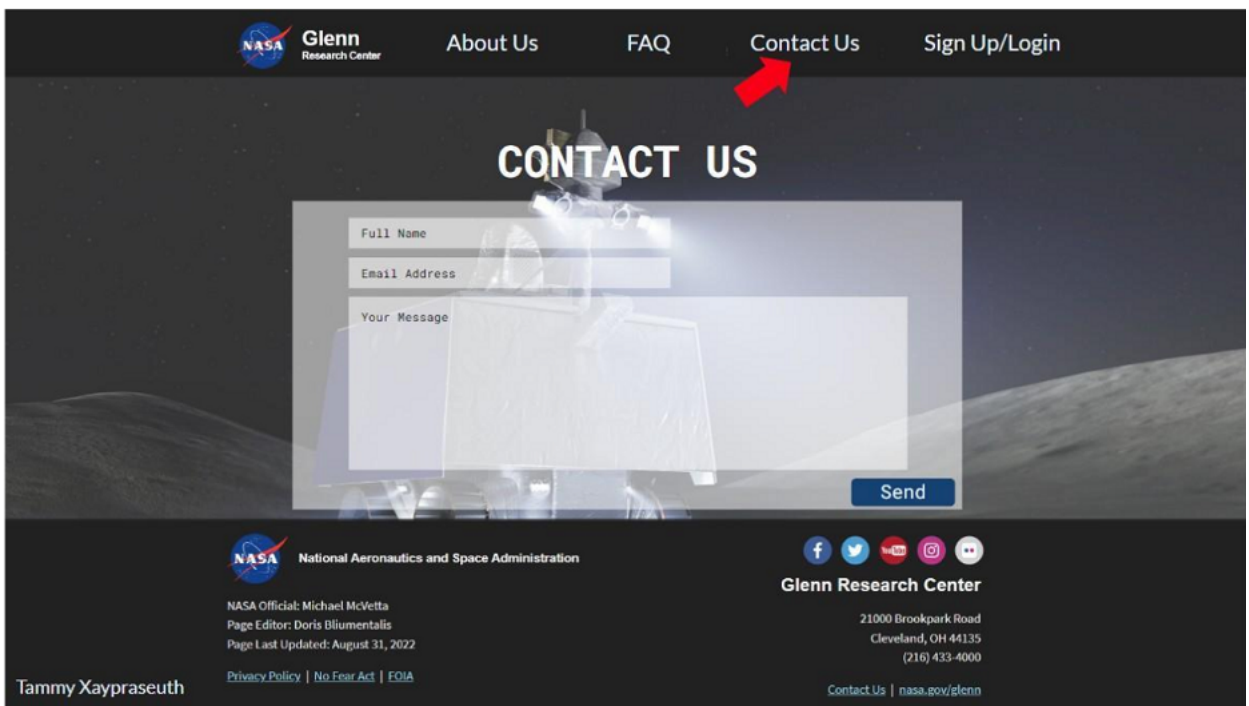 NASA
Glenn
Research Center
About Us
FAQ
Contact Us
Sign Up/Login
CONTACT US
Full Name
Email Address
Your Message
Send
NASA
National Aeronautics and Space Administration
NASA Official: Michael McVetta
Page Editor: Doris Bliumentalis
Page Last Updated: August 31, 2022
Privacy Policy | No Fear Act | FOIA
YouTube
Glenn Research Center
21000 Brookpark Road
Cleveland, OH 44135
(216) 433-4000
Contact Us | nasa.gov/glenn
Tammy Xaypraseuth